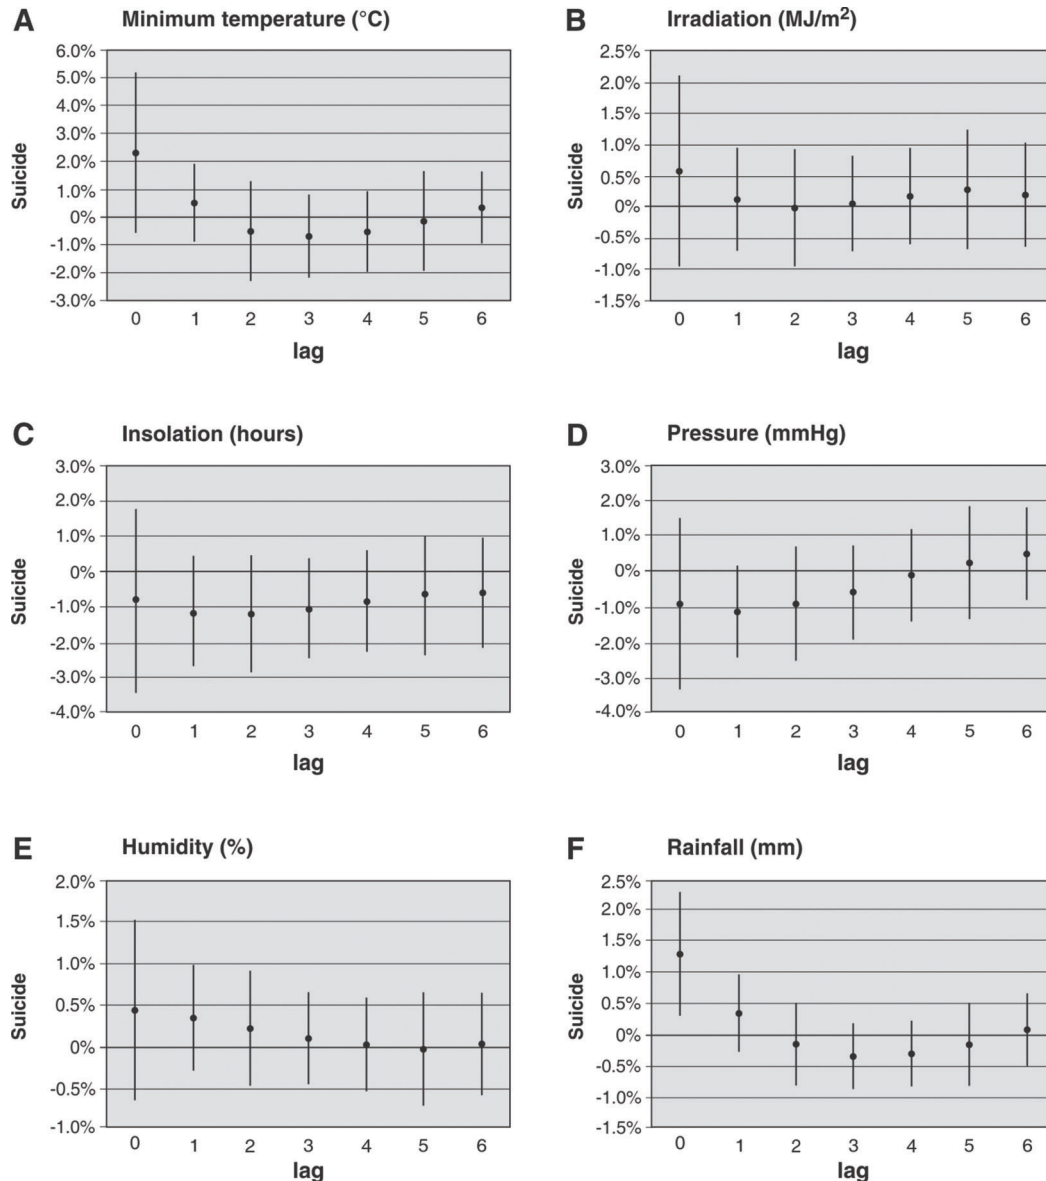 A Minimum temperature (°C)
6.0%
5.0%
4.0%
3.0%
2.0%
1.0%
0%
-1.0%
-2.0%
-3.0%
Suicide
0 1 2 3 4 5 6
lag
B Irradiation (MJ/m²)
2.5%
2.0%
1.5%
1.0%
0.5%
0%
-0.5%
-1.0%
-1.5%
Suicide
0 1 2 3 4 5 6
lag
C Insolation (hours)
3.0%
2.0%
1.0%
0%
-1.0%
-2.0%
-3.0%
-4.0%
Suicide
0 1 2 3 4 5 6
lag
D Pressure (mmHg)
3.0%
2.0%
1.0%
0%
-1.0%
-2.0%
-3.0%
-4.0%
Suicide
0 1 2 3 4 5 6
lag
E Humidity (%)
2.0%
1.5%
1.0%
0.5%
0%
-0.5%
-1.0%
Suicide
0 1 2 3 4 5 6
lag
F Rainfall (mm)
2.5%
2.0%
1.5%
1.0%
0.5%
0%
-0.5%
-1.0%
-1.5%
Suicide
0 1 2 3 4 5 6
lag